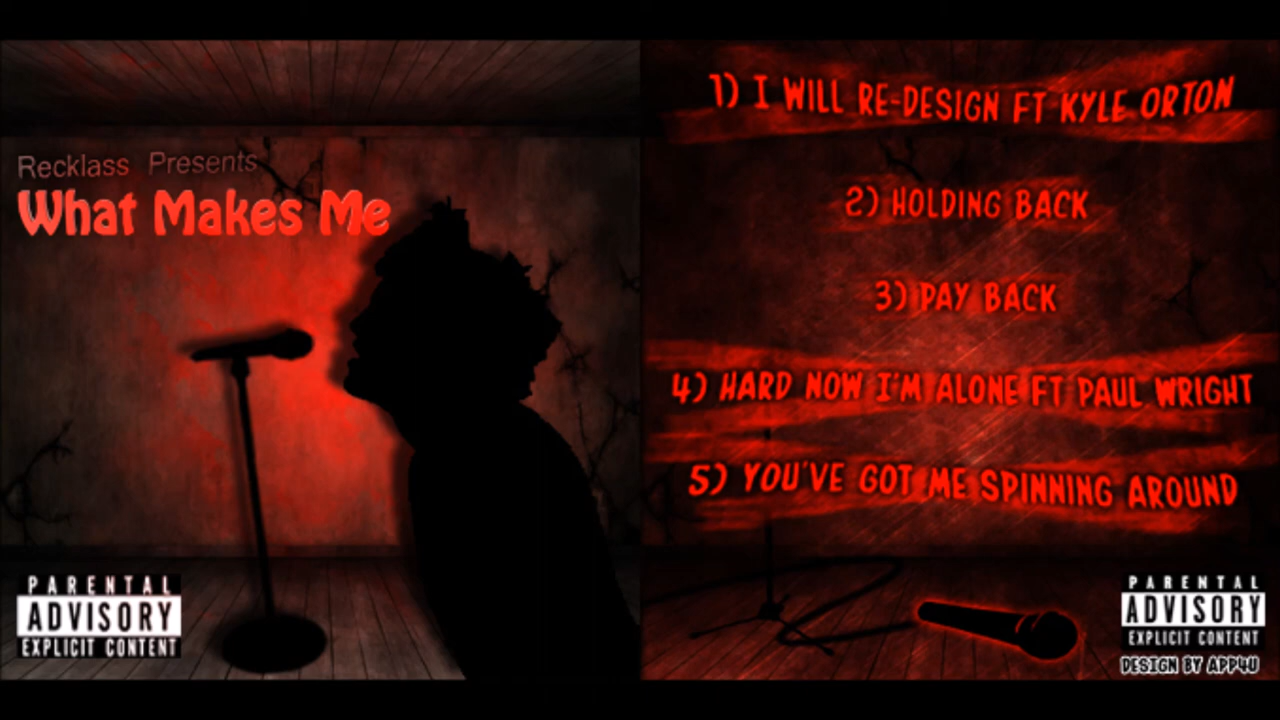 Recklass Presents
What Makes Me
PARENTAL
ADVISORY
EXPLICIT CONTENT
1) I WILL RE-DESIGN FT KYLE ORTON
2) HOLDING BACK
3) PAY BACK
4) HARD NOW I'M ALONE FT PAUL WRIGHT
5) YOU'VE GOT ME SPINNING AROUND
PARENTAL
ADVISORY
EXPLICIT CONTENT
DESIGN BY APP4U